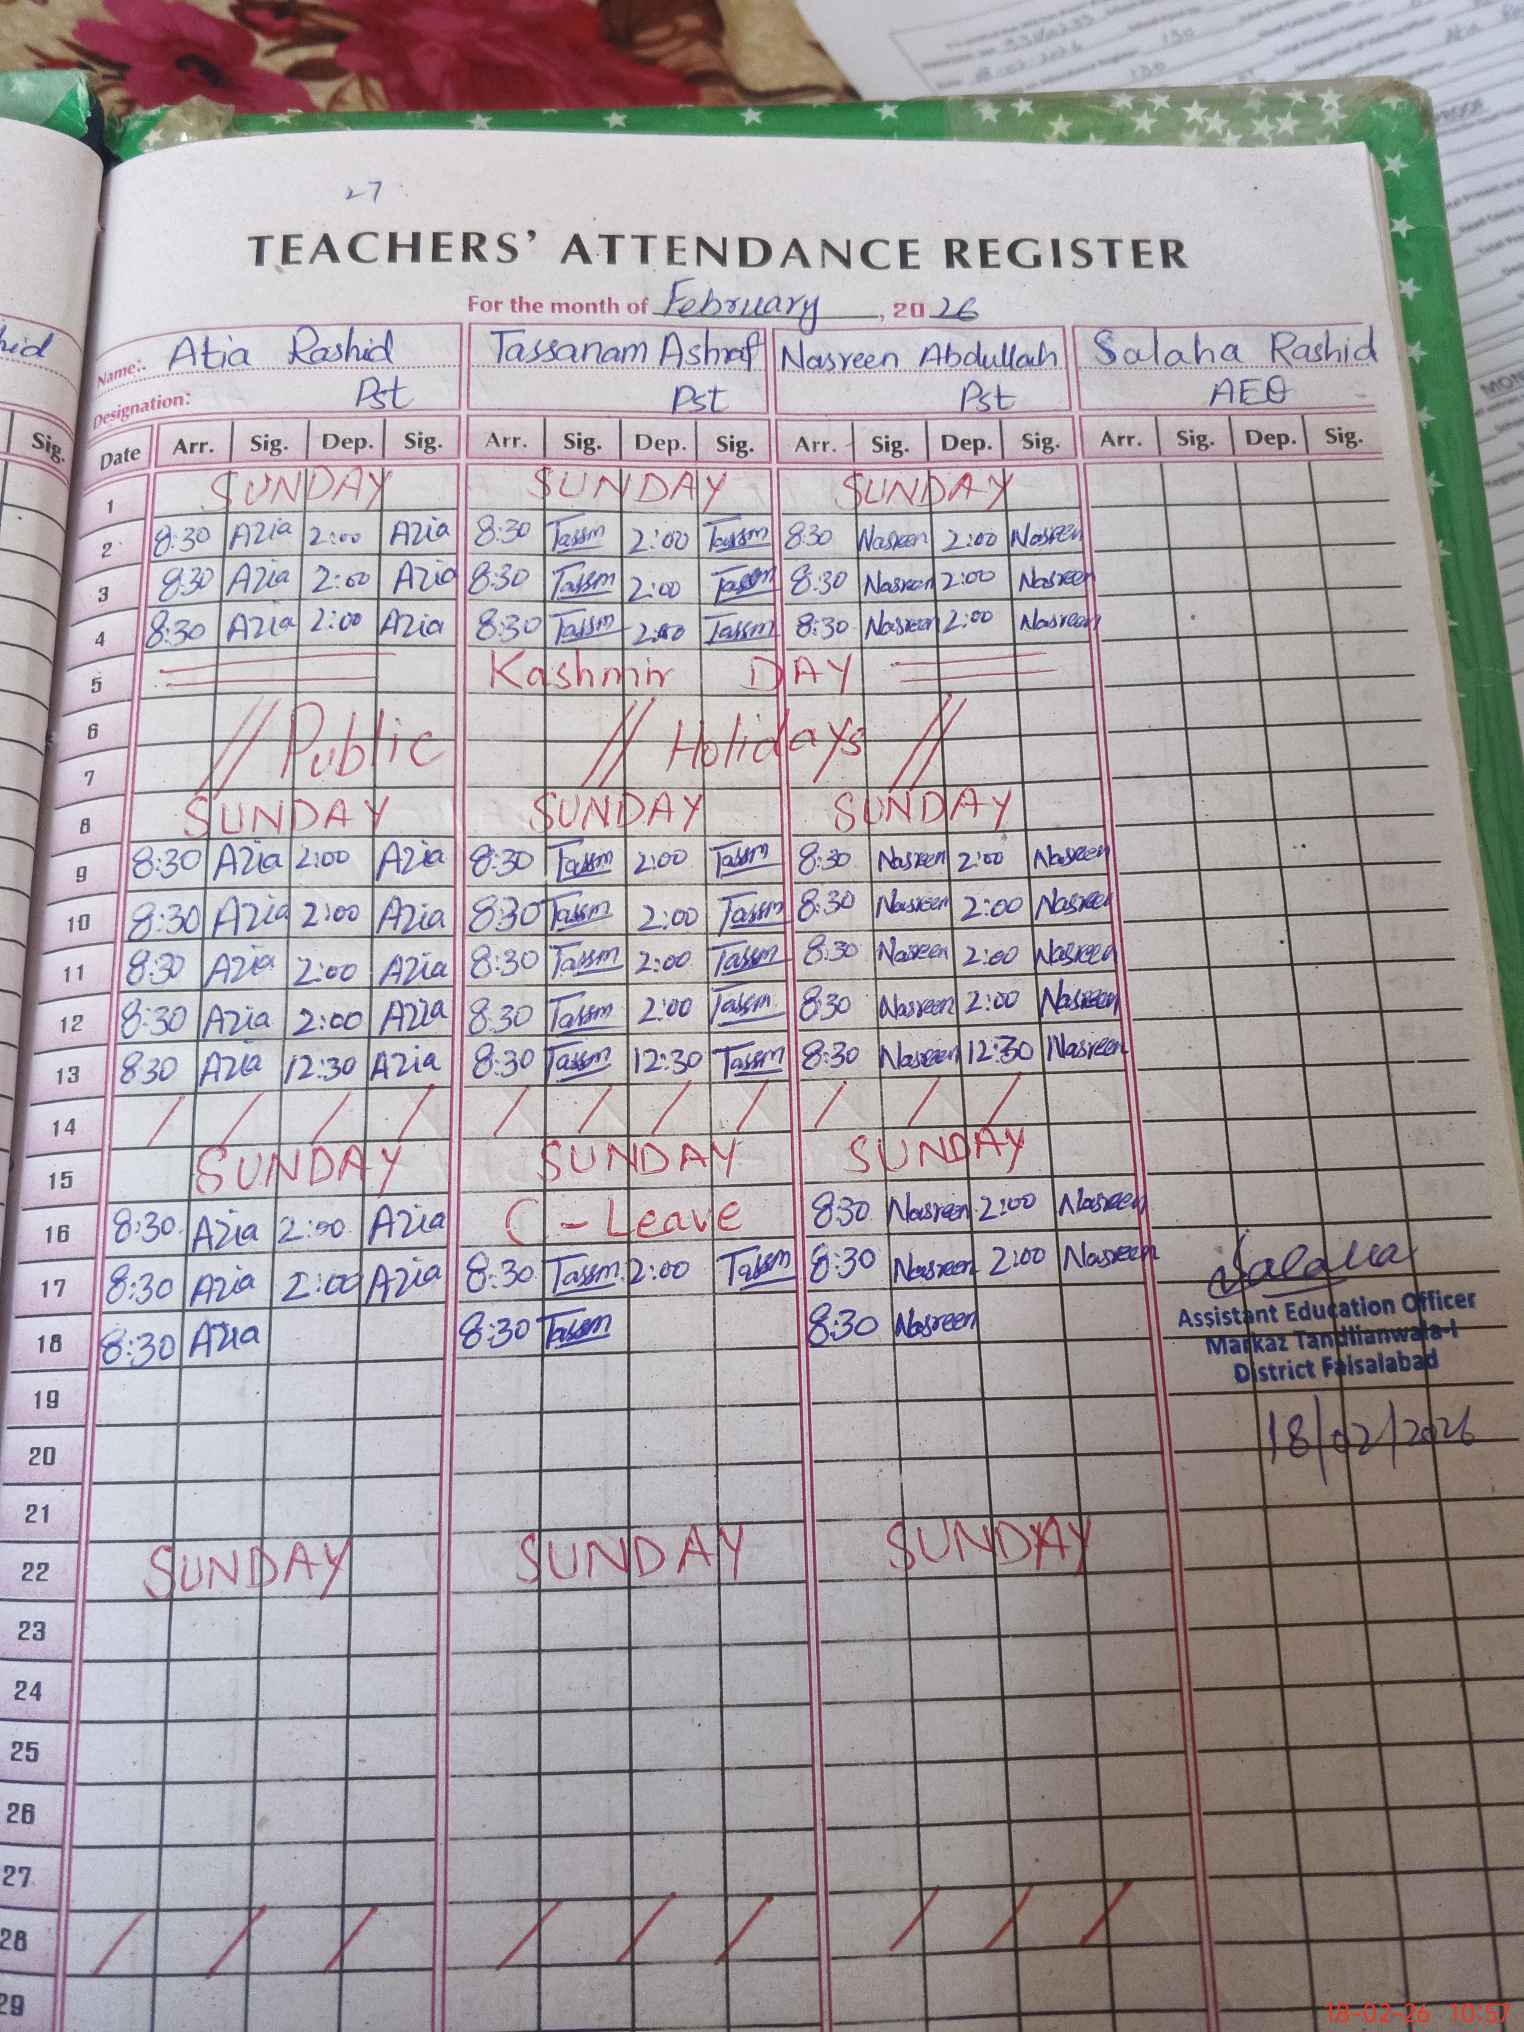 27
TEACHERS' ATTENDANCE REGISTER
For the month of February, 2026
Name:. Atia Rashid Tassanam Ashraf Nasreen Abdullah Salaha Rashid
Designation: Pst Pst Pst AEO
Date Arr. Sig. Dep. Sig. Arr. Sig. Dep. Sig. Arr. Sig. Dep. Sig. Arr. Sig. Dep. Sig.
1 SUNDAY SUNDAY SUNDAY
2 8:30 Azia 2:00 Azia 8:30 Tassm 2:00 Tassm 8:30 Nasreen 2:00 Nasreen
3 8:30 Azia 2:00 Azia 8:30 Tassm 2:00 Tassm 8:30 Nasreen 2:00 Nasreen
4 8:30 Azia 2:00 Azia 8:30 Tassm 2:00 Tassm 8:30 Nasreen 2:00 Nasreen
5 Kashmir DAY
6 // Public // Holidays //
7
8 SUNDAY SUNDAY SUNDAY
9 8:30 Azia 2:00 Azia 8:30 Tassm 2:00 Tassm 8:30 Nasreen 2:00 Nasreen
10 8:30 Azia 2:00 Azia 8:30 Tassm 2:00 Tassm 8:30 Nasreen 2:00 Nasreen
11 8:30 Azia 2:00 Azia 8:30 Tassm 2:00 Tassm 8:30 Nasreen 2:00 Nasreen
12 8:30 Azia 2:00 Azia 8:30 Tassm 2:00 Tassm 8:30 Nasreen 2:00 Nasreen
13 8:30 Azia 12:30 Azia 8:30 Tassm 12:30 Tassm 8:30 Nasreen 12:30 Nasreen
14 / / / / / / / / / / /
15 SUNDAY SUNDAY SUNDAY
16 8:30 Azia 2:00 Azia C - Leave 8:30 Nasreen 2:00 Nasreen
17 8:30 Azia 2:00 Azia 8:30 Tassm 2:00 Tassm 8:30 Nasreen 2:00 Nasreen
18 8:30 Azia 8:30 Tassm 8:30 Nasreen
Salaha
Assistant Education Officer
Markaz Tandlianwala-I
District Faisalabad
18/02/2026
19
20
21
22 SUNDAY SUNDAY SUNDAY
23
24
25
26
27
28 / / / / / / / / /
29
18-02-26 10:57
Sig.